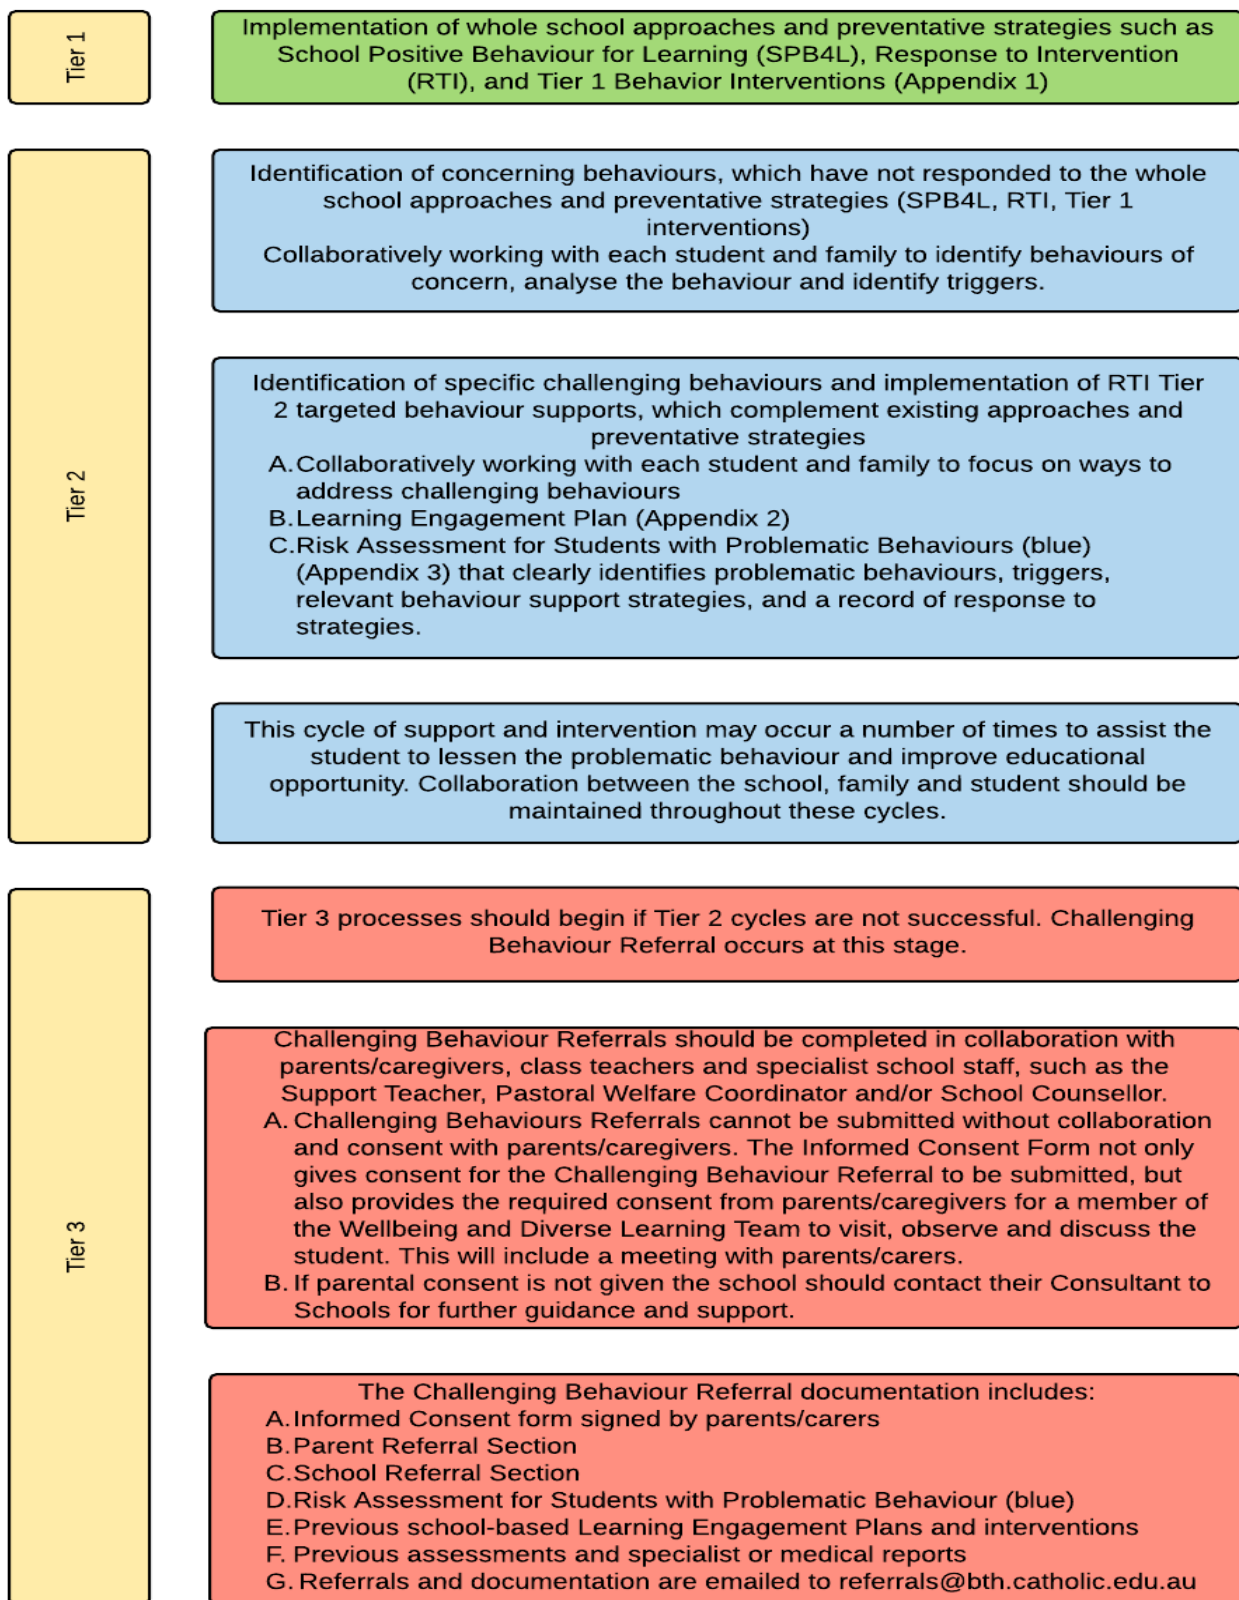 Tier 1
Implementation of whole school approaches and preventative strategies such as
School Positive Behaviour for Learning (SPB4L), Response to Intervention
(RTI), and Tier 1 Behavior Interventions (Appendix 1)
Tier 2
Identification of concerning behaviours, which have not responded to the whole
school approaches and preventative strategies (SPB4L, RTI, Tier 1
interventions)
Collaboratively working with each student and family to identify behaviours of
concern, analyse the behaviour and identify triggers.
Identification of specific challenging behaviours and implementation of RTI Tier
2 targeted behaviour supports, which complement existing approaches and
preventative strategies
A. Collaboratively working with each student and family to focus on ways to
address challenging behaviours
B. Learning Engagement Plan (Appendix 2)
C. Risk Assessment for Students with Problematic Behaviours (blue)
(Appendix 3) that clearly identifies problematic behaviours, triggers,
relevant behaviour support strategies, and a record of response to
strategies.
This cycle of support and intervention may occur a number of times to assist the
student to lessen the problematic behaviour and improve educational
opportunity. Collaboration between the school, family and student should be
maintained throughout these cycles.
Tier 3
Tier 3 processes should begin if Tier 2 cycles are not successful. Challenging
Behaviour Referral occurs at this stage.
Challenging Behaviour Referrals should be completed in collaboration with
parents/caregivers, class teachers and specialist school staff, such as the
Support Teacher, Pastoral Welfare Coordinator and/or School Counsellor.
A. Challenging Behaviours Referrals cannot be submitted without collaboration
and consent with parents/caregivers. The Informed Consent Form not only
gives consent for the Challenging Behaviour Referral to be submitted, but
also provides the required consent from parents/caregivers for a member of
the Wellbeing and Diverse Learning Team to visit, observe and discuss the
student. This will include a meeting with parents/carers.
B. If parental consent is not given the school should contact their Consultant to
Schools for further guidance and support.
The Challenging Behaviour Referral documentation includes:
A. Informed Consent form signed by parents/carers
B. Parent Referral Section
C. School Referral Section
D. Risk Assessment for Students with Problematic Behaviour (blue)
E. Previous school-based Learning Engagement Plans and interventions
F. Previous assessments and specialist or medical reports
G. Referrals and documentation are emailed to referrals@bth.catholic.edu.au